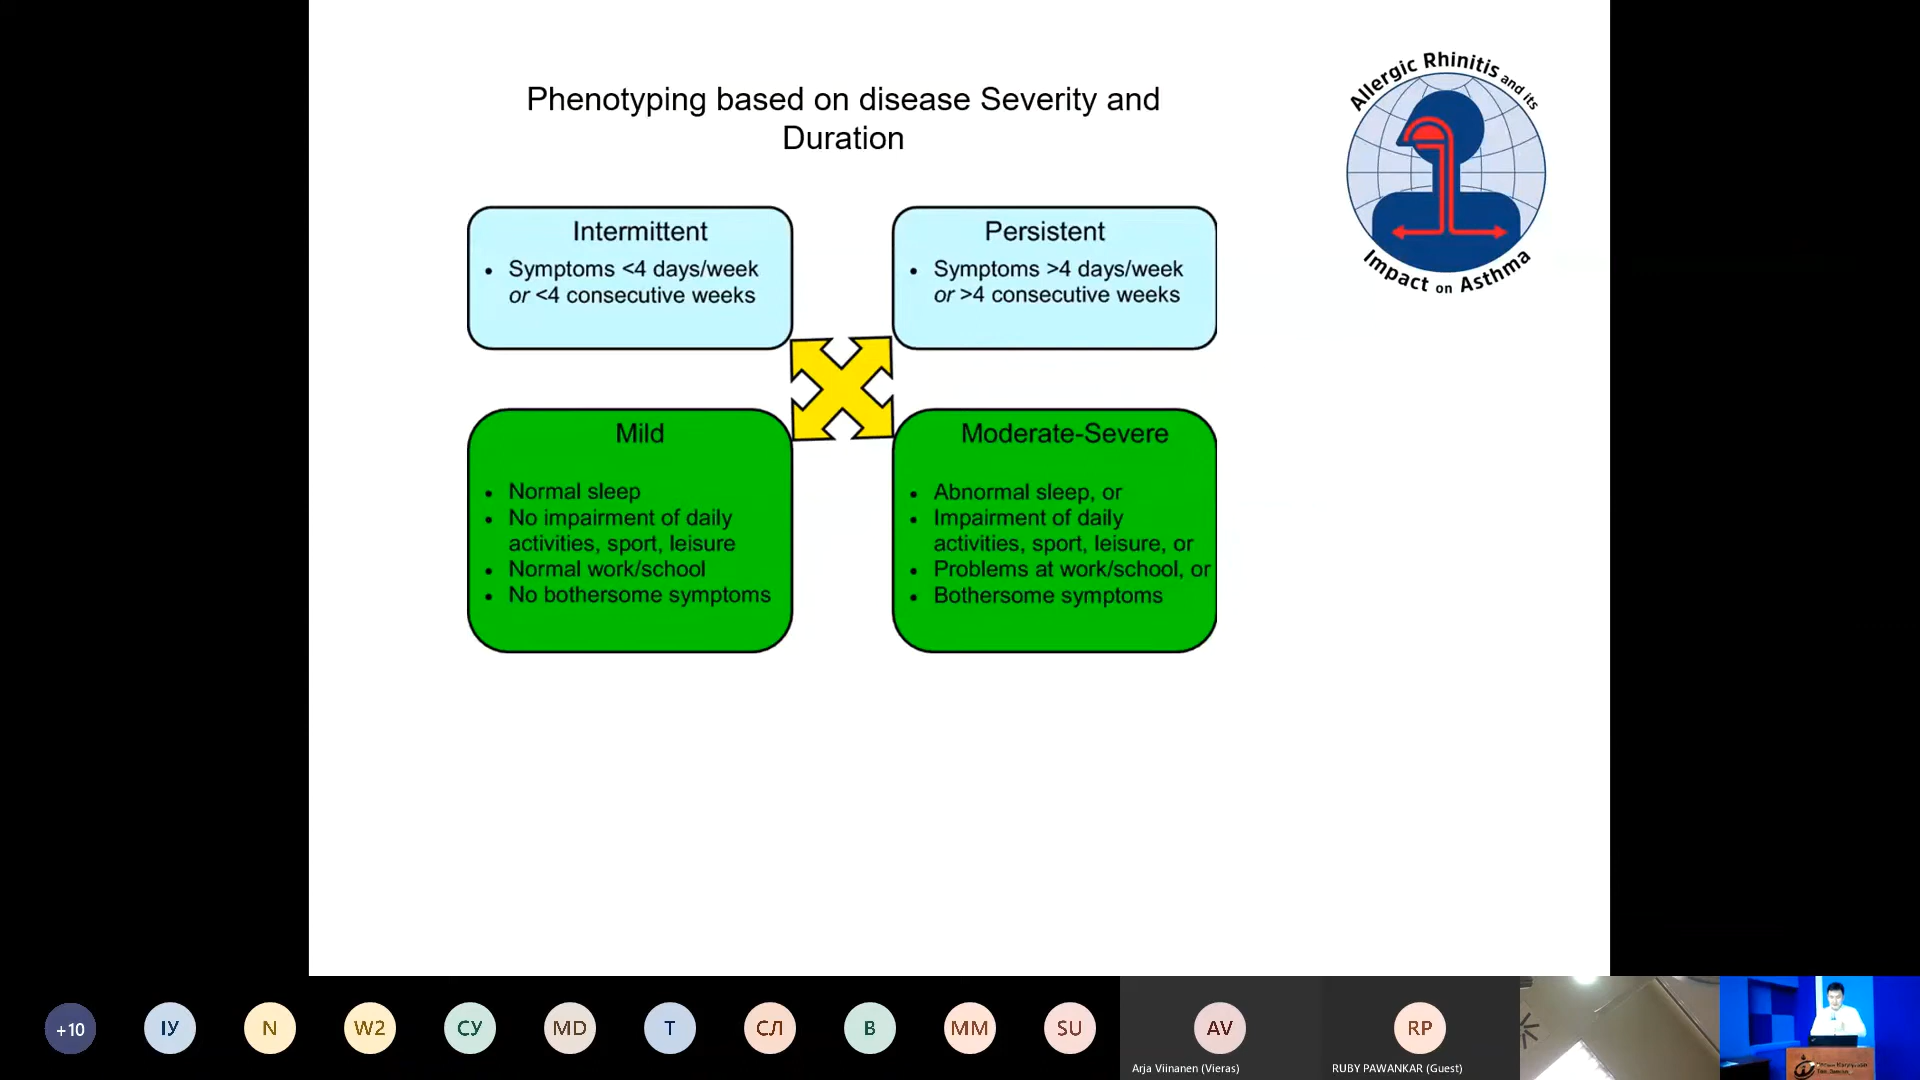 Phenotyping based on disease Severity and
Duration
Allergic Rhinitis and its
Impact on Asthma
Intermittent
• Symptoms <4 days/week
or <4 consecutive weeks
Persistent
• Symptoms >4 days/week
or >4 consecutive weeks
Mild
• Normal sleep
• No impairment of daily
activities, sport, leisure
• Normal work/school
• No bothersome symptoms
Moderate-Severe
• Abnormal sleep, or
• Impairment of daily
activities, sport, leisure, or
• Problems at work/school, or
• Bothersome symptoms
+10
ІУ
N
W2
СУ
MD
T
СЛ
B
MM
SU
AV
RP
Arja Viinanen (Vieras)
RUBY PAWANKAR (Guest)